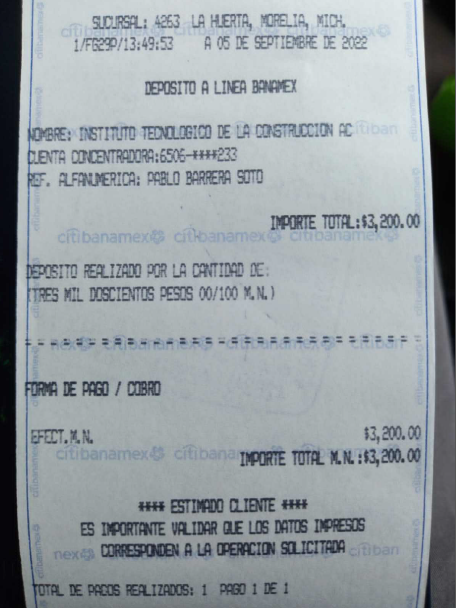 SUCURSAL: 4263 LA HUERTA, MORELIA, MICH.
1/FG29P/13:49:53 A 05 DE SEPTIEMBRE DE 2022
DEPOSITO A LINEA BANAMEX
NOMBRE: INSTITUTO TECNOLOGICO DE LA CONSTRUCCION AC
CUENTA CONCENTRADORA:6506-****233
REF. ALFANUMERICA: PABLO BARRERA SOTO
IMPORTE TOTAL:$3,200.00
citibanamex citibanamex citibanamex
DEPOSITO REALIZADO POR LA CANTIDAD DE:
(TRES MIL DOSCIENTOS PESOS 00/100 M.N.)
FORMA DE PAGO / COBRO
EFECT.M.N. $3,200.00
IMPORTE TOTAL M.N.:$3,200.00
**** ESTIMADO CLIENTE ****
ES IMPORTANTE VALIDAR QUE LOS DATOS IMPRESOS
CORRESPONDEN A LA OPERACION SOLICITADA
TOTAL DE PAGOS REALIZADOS: 1 PAGO 1 DE 1